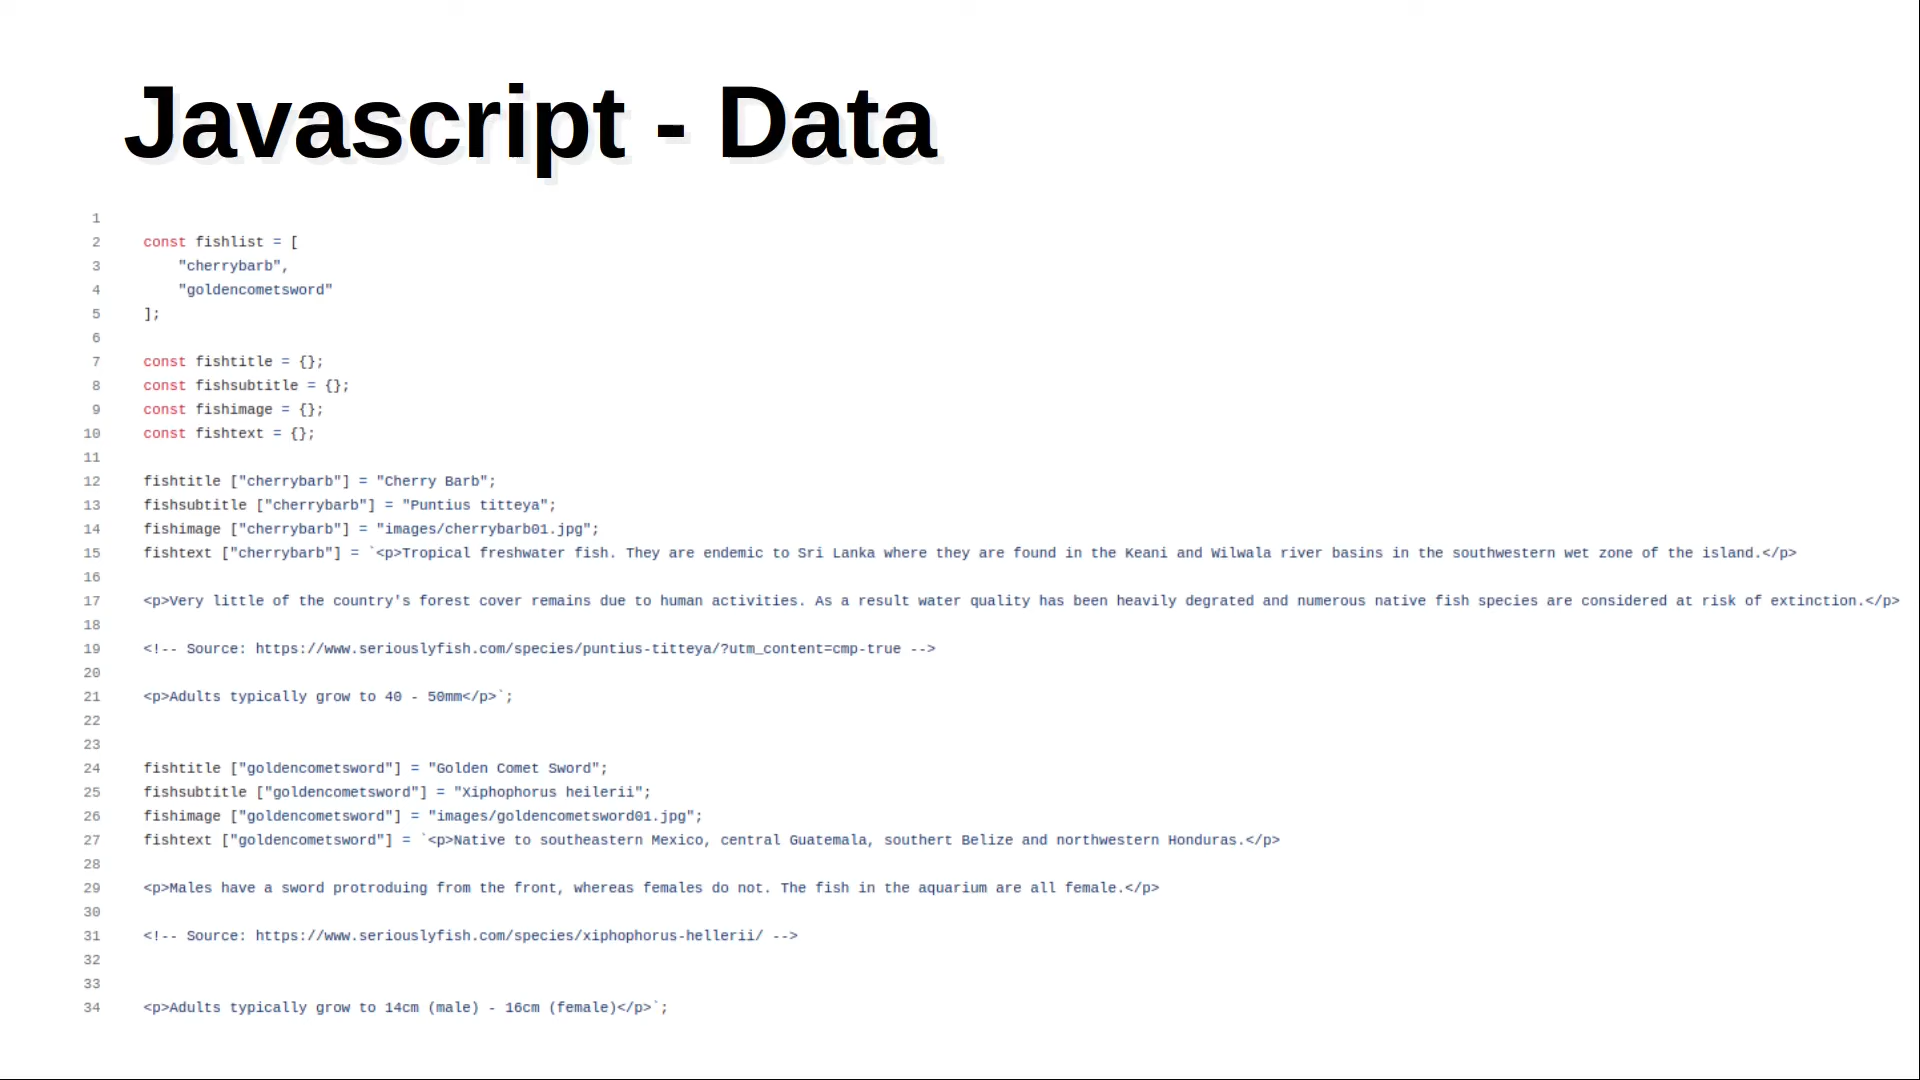 Javascript - Data
1
2 const fishlist = [
3 "cherrybarb",
4 "goldencometsword"
5 ];
6
7 const fishtitle = {};
8 const fishsubtitle = {};
9 const fishimage = {};
10 const fishtext = {};
11
12 fishtitle ["cherrybarb"] = "Cherry Barb";
13 fishsubtitle ["cherrybarb"] = "Puntius titteya";
14 fishimage ["cherrybarb"] = "images/cherrybarb01.jpg";
15 fishtext ["cherrybarb"] = `<p>Tropical freshwater fish. They are endemic to Sri Lanka where they are found in the Keani and Wilwala river basins in the southwestern wet zone of the island.</p>
16
17 <p>Very little of the country's forest cover remains due to human activities. As a result water quality has been heavily degrated and numerous native fish species are considered at risk of extinction.</p>
18
19 <!-- Source: https://www.seriouslyfish.com/species/puntius-titteya/?utm_content=cmp-true -->
20
21 <p>Adults typically grow to 40 - 50mm</p>`;
22
23
24 fishtitle ["goldencometsword"] = "Golden Comet Sword";
25 fishsubtitle ["goldencometsword"] = "Xiphophorus heilerii";
26 fishimage ["goldencometsword"] = "images/goldencometsword01.jpg";
27 fishtext ["goldencometsword"] = `<p>Native to southeastern Mexico, central Guatemala, southert Belize and northwestern Honduras.</p>
28
29 <p>Males have a sword protroduing from the front, whereas females do not. The fish in the aquarium are all female.</p>
30
31 <!-- Source: https://www.seriouslyfish.com/species/xiphophorus-hellerii/ -->
32
33
34 <p>Adults typically grow to 14cm (male) - 16cm (female)</p>`;